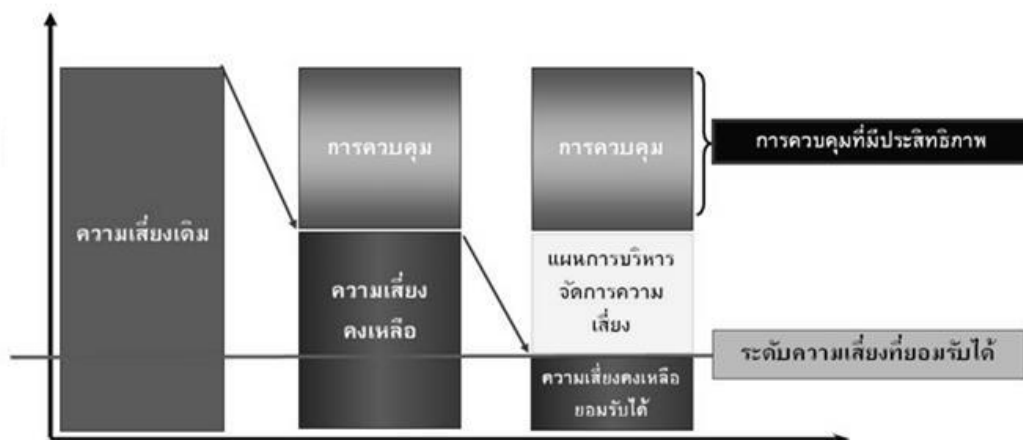 ความเสี่ยงเดิม
การควบคุม
ความเสี่ยง
คงเหลือ
การควบคุม
แผนการบริหาร
จัดการความ
เสี่ยง
ความเสี่ยงคงเหลือ
ยอมรับได้
การควบคุมที่มีประสิทธิภาพ
ระดับความเสี่ยงที่ยอมรับได้